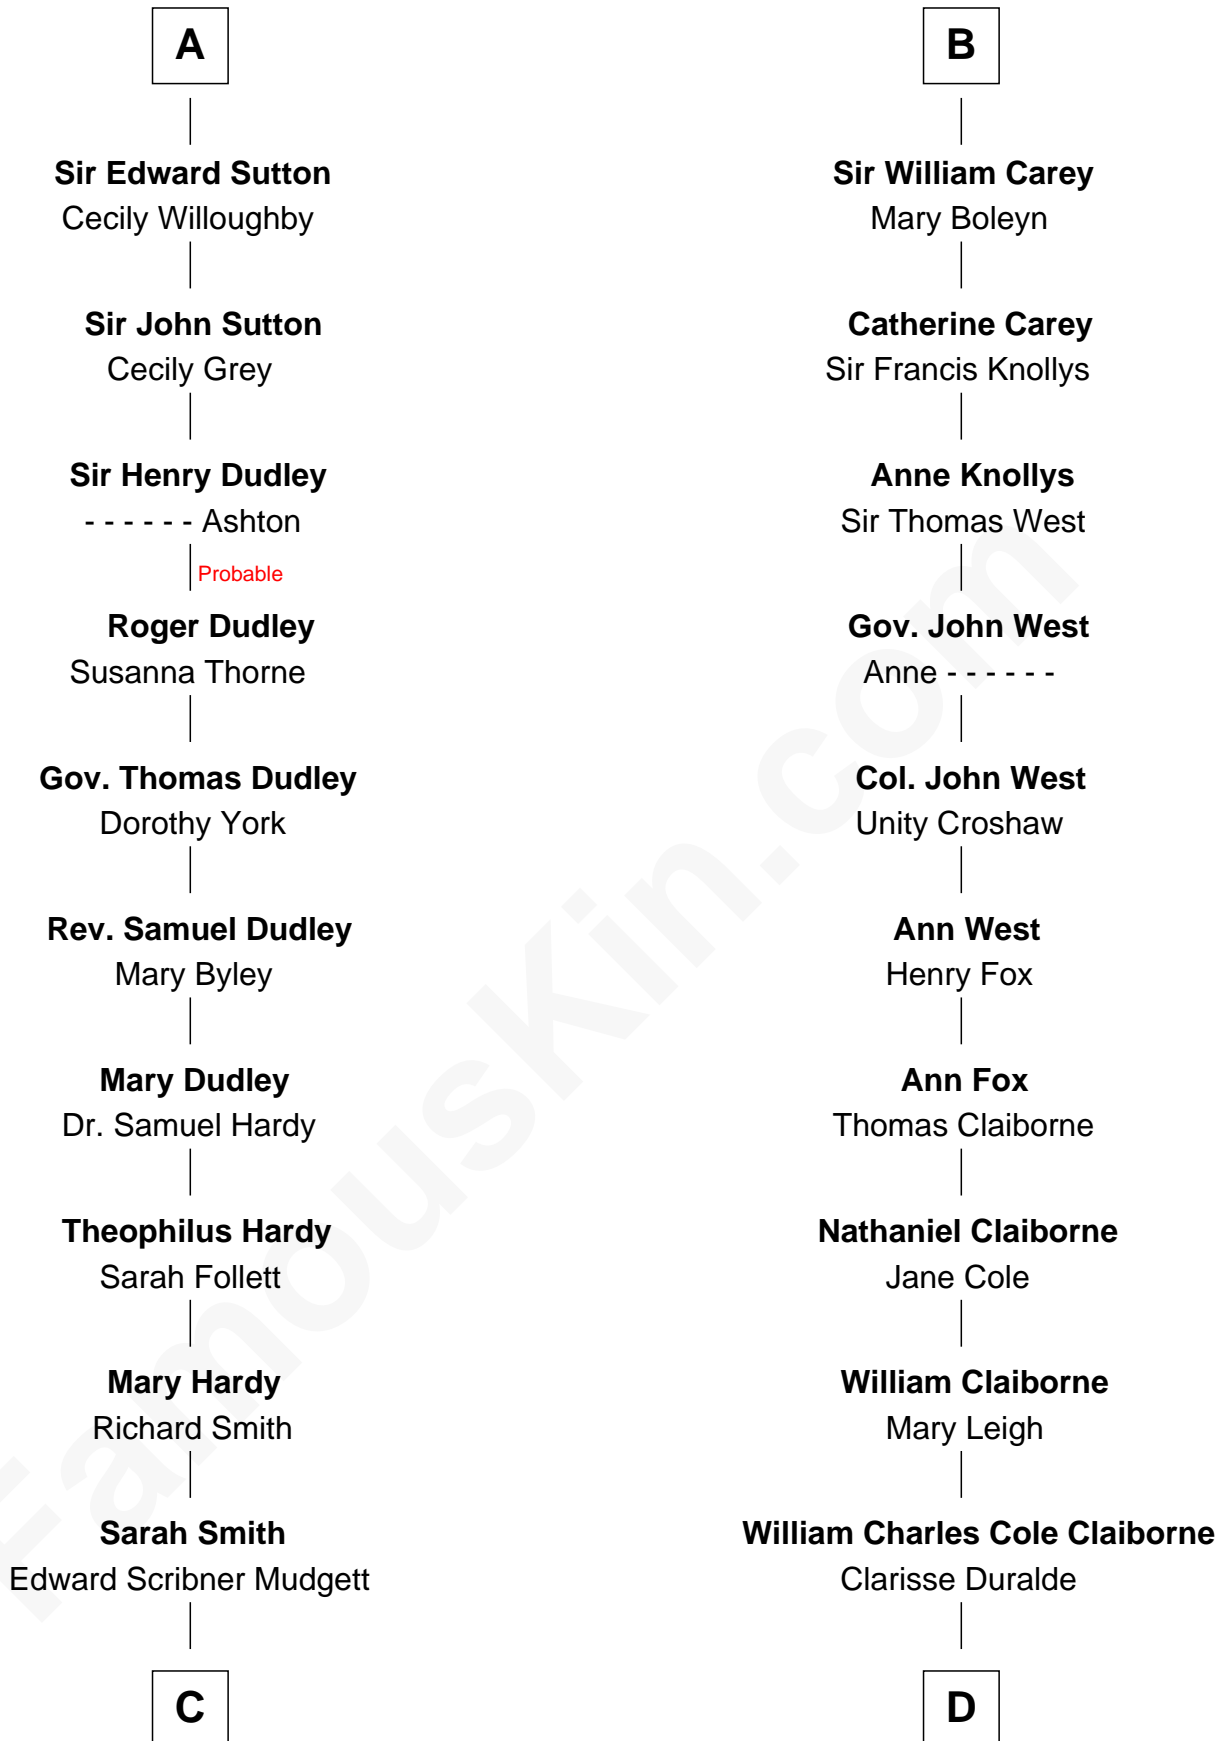 A
Sir Edward Sutton
Cecily Willoughby
Sir John Sutton
Cecily Grey
Sir Henry Dudley
- - - - - - Ashton
Probable
Roger Dudley
Susanna Thorne
Gov. Thomas Dudley
Dorothy York
Rev. Samuel Dudley
Mary Byley
Mary Dudley
Dr. Samuel Hardy
Theophilus Hardy
Sarah Follett
Mary Hardy
Richard Smith
Sarah Smith
Edward Scribner Mudgett
C
B
Sir William Carey
Mary Boleyn
Catherine Carey
Sir Francis Knollys
Anne Knollys
Sir Thomas West
Gov. John West
Anne - - - - - -
Col. John West
Unity Croshaw
Ann West
Henry Fox
Ann Fox
Thomas Claiborne
Nathaniel Claiborne
Jane Cole
William Claiborne
Mary Leigh
William Charles Cole Claiborne
Clarisse Duralde
D
FamousKin.com